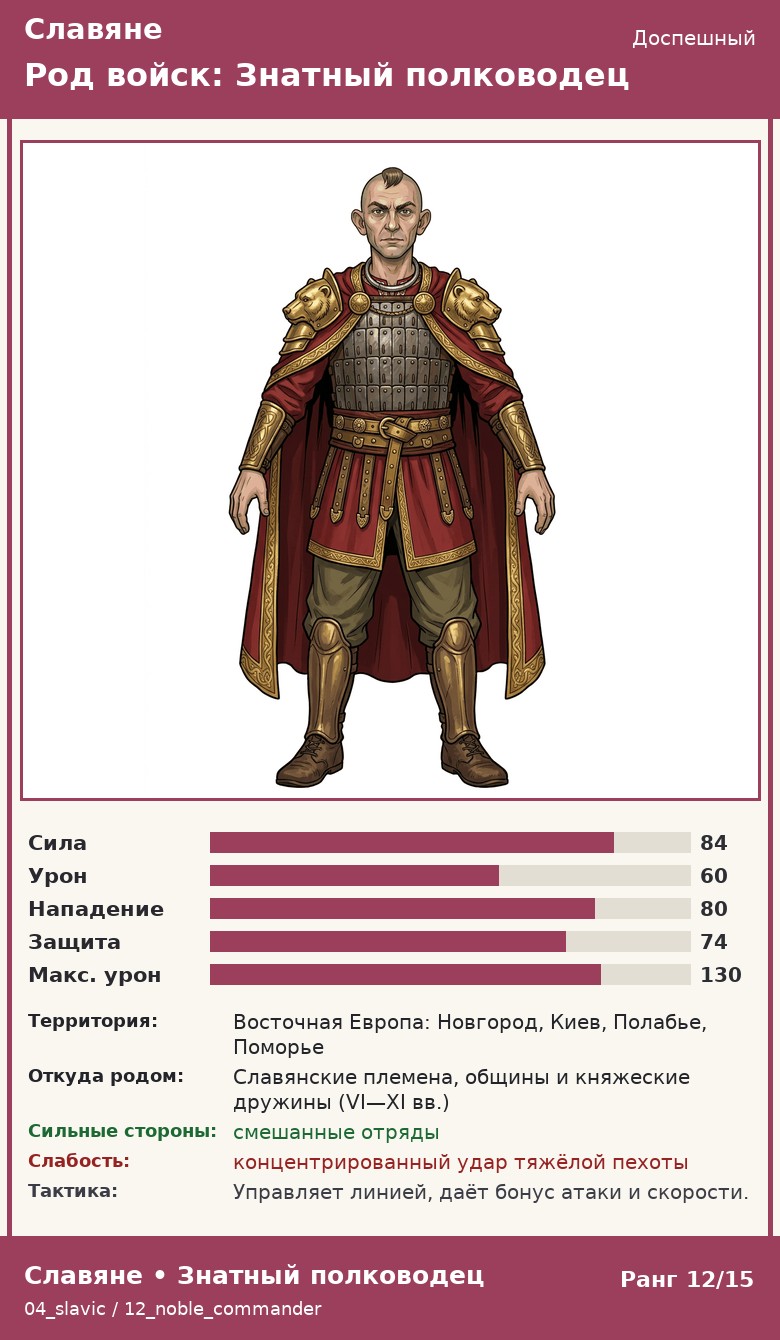 Славяне
Доспешный
Род войск: Знатный полководец
Сила 84
Урон 60
Нападение 80
Защита 74
Макс. урон 130
Территория: Восточная Европа: Новгород, Киев, Полабье,
Поморье
Откуда родом: Славянские племена, общины и княжеские
дружины (VI—XI вв.)
Сильные стороны: смешанные отряды
Слабость: концентрированный удар тяжёлой пехоты
Тактика: Управляет линией, даёт бонус атаки и скорости.
Славяне • Знатный полководец
Ранг 12/15
04_slavic / 12_noble_commander